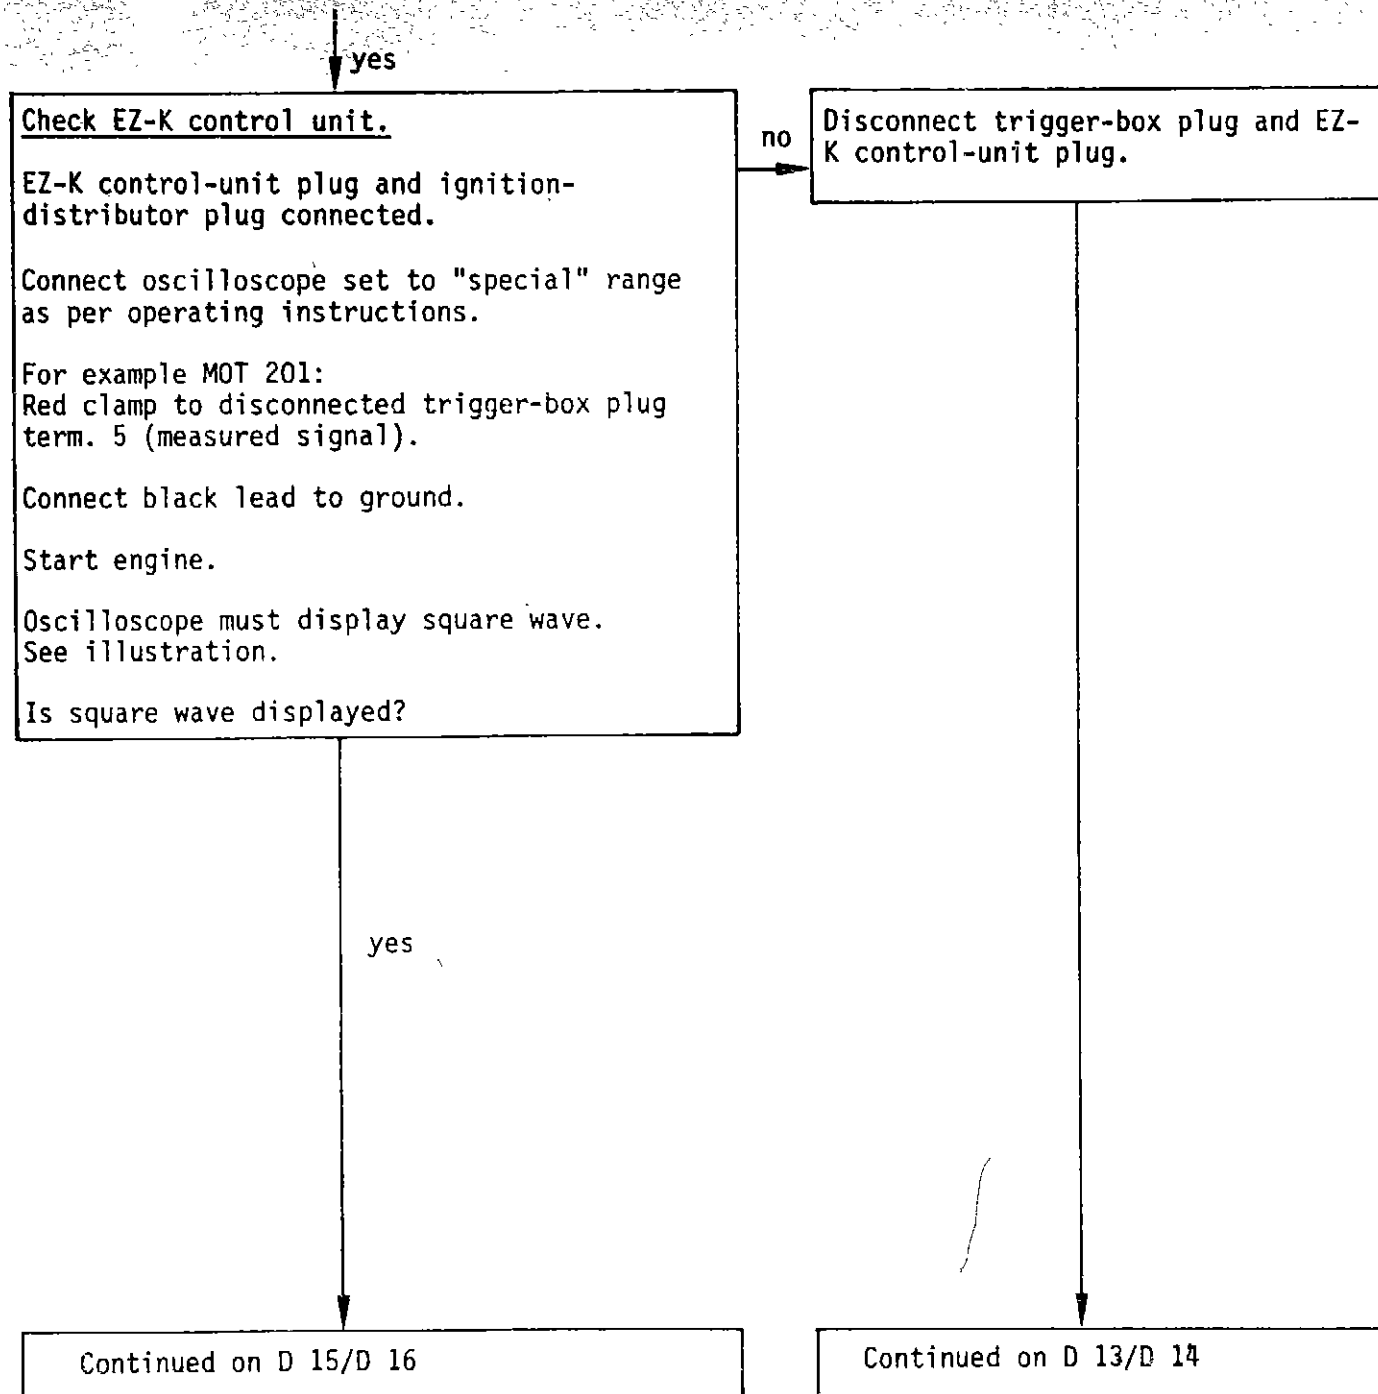 yes
Check EZ-K control unit.
EZ-K control-unit plug and ignition-
distributor plug connected.
Connect oscilloscope set to "special" range
as per operating instructions.
For example MOT 201:
Red clamp to disconnected trigger-box plug
term. 5 (measured signal).
Connect black lead to ground.
Start engine.
Oscilloscope must display square wave.
See illustration.
Is square wave displayed?
no
Disconnect trigger-box plug and EZ-
K control-unit plug.
yes
Continued on D 15/D 16
Continued on D 13/D 14